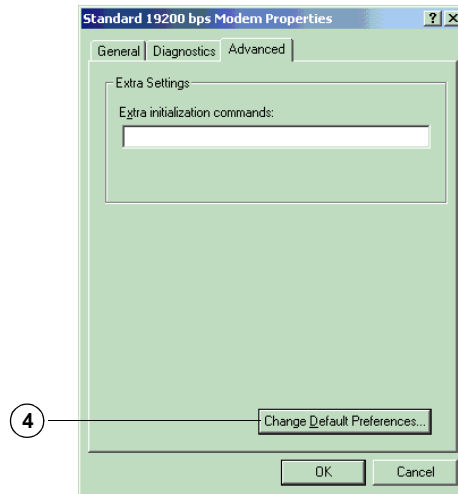 Standard 19200 bps Modem Properties
General Diagnostics Advanced
Extra Settings
Extra initialization commands:
4
Change Default Preferences...
OK Cancel